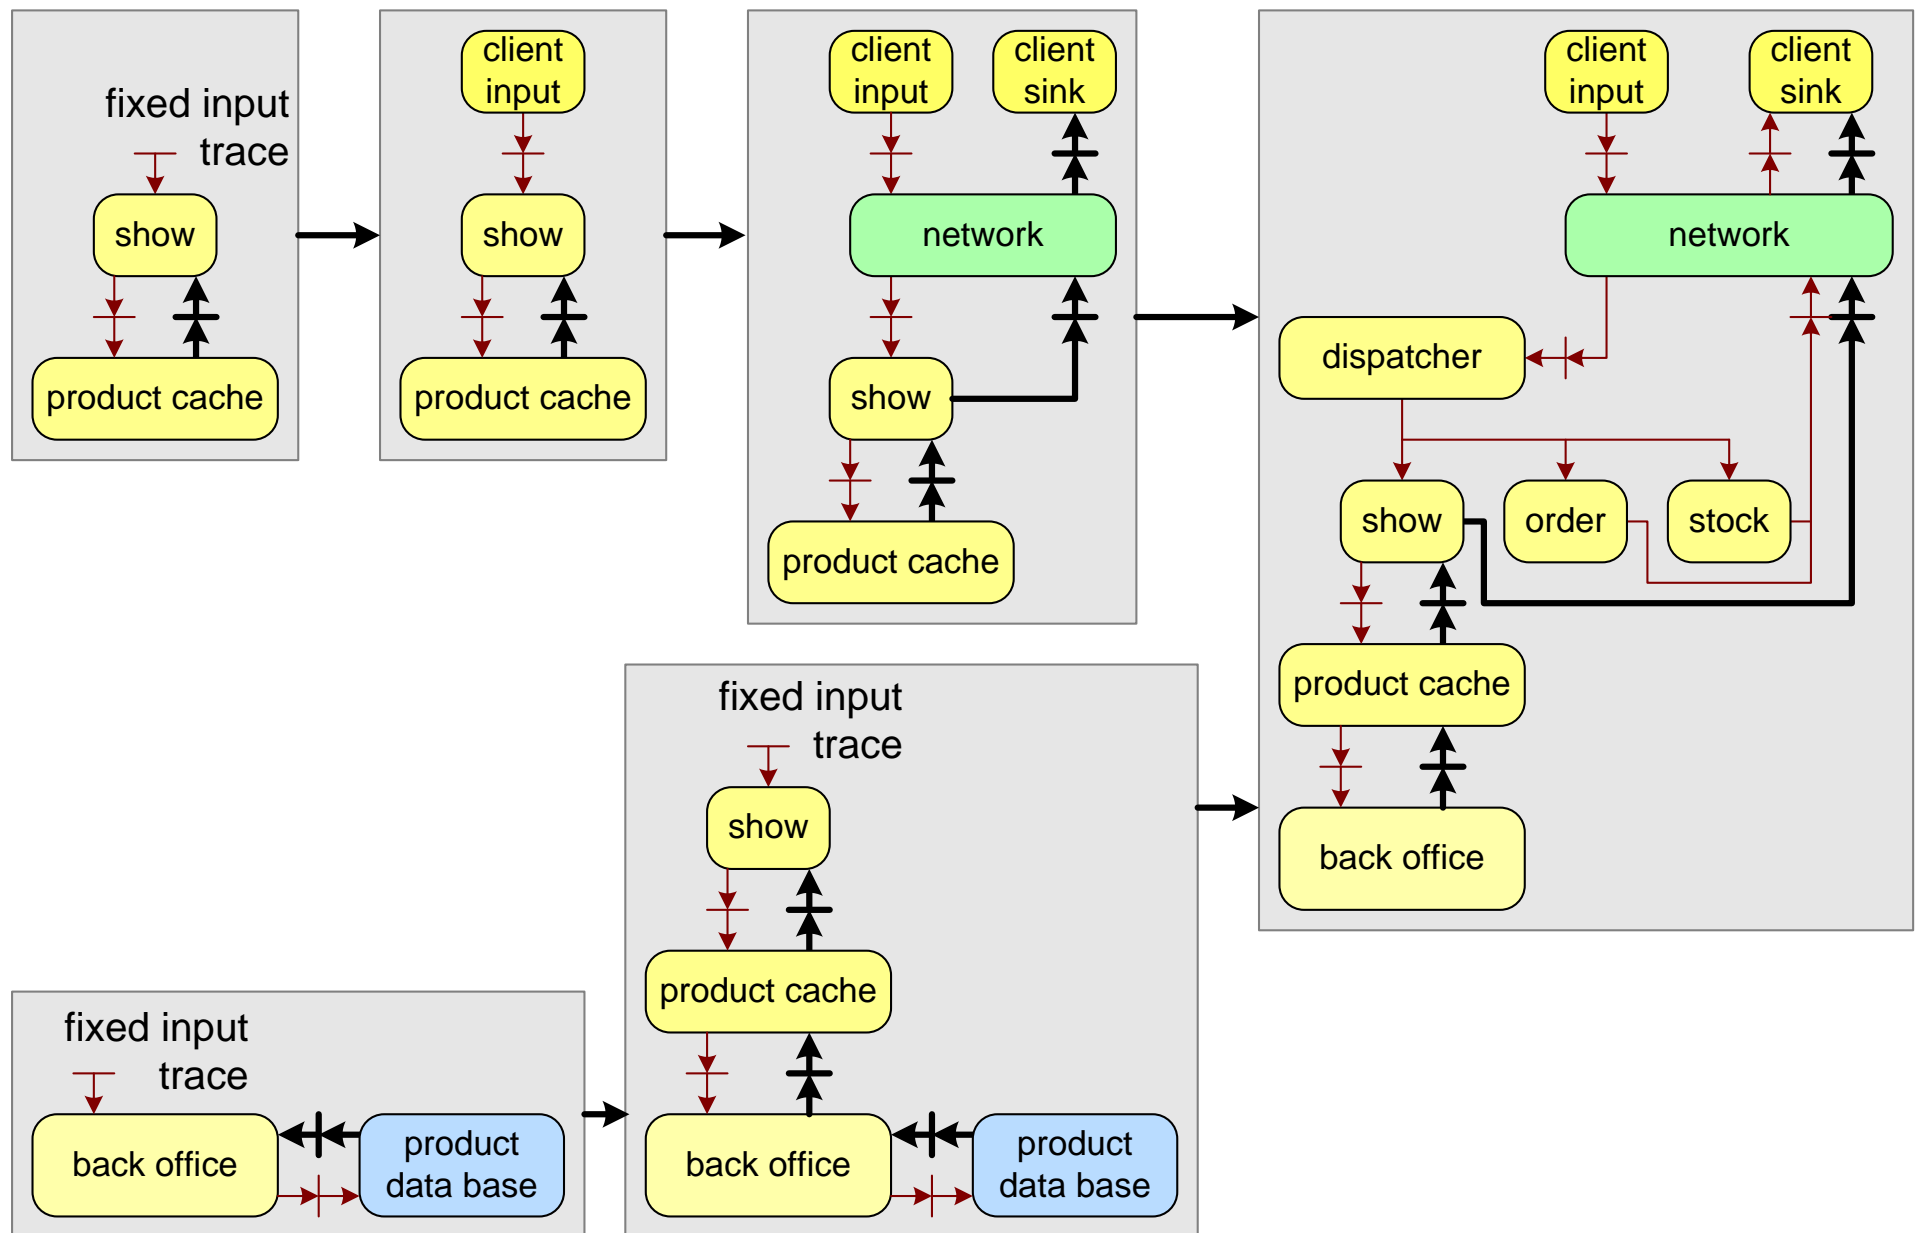 fixed input
trace
show
product cache
client
input
show
product cache
client
input
client
sink
network
show
product cache
client
input
client
sink
network
dispatcher
show
order
stock
product cache
back office
fixed input
trace
back office
product
data base
fixed input
trace
show
product cache
back office
product
data base